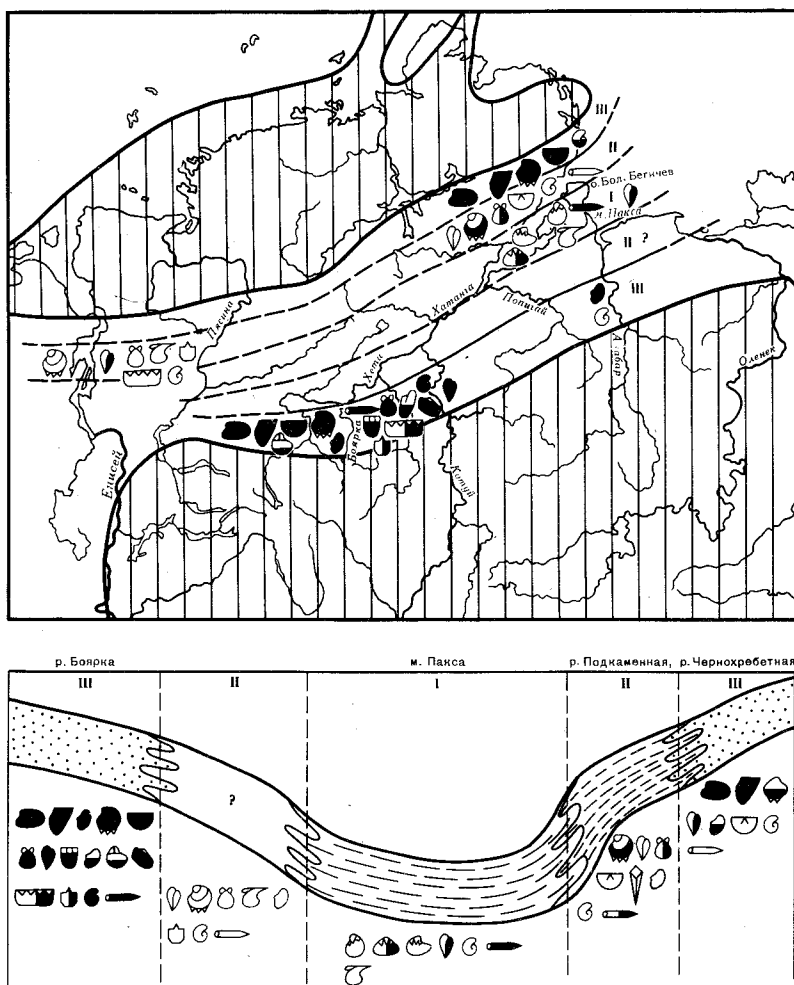 III
II
о. Бол. Бегичев
I
м. Пакса
II ?
Хатанга
Попигай
III
Пясина
Хети
Анабар
Оленек
Боярка
Енисей
Котуй
р. Боярка м. Пакса р. Подкаменная, р. Чернохребетная
III II I II III
?